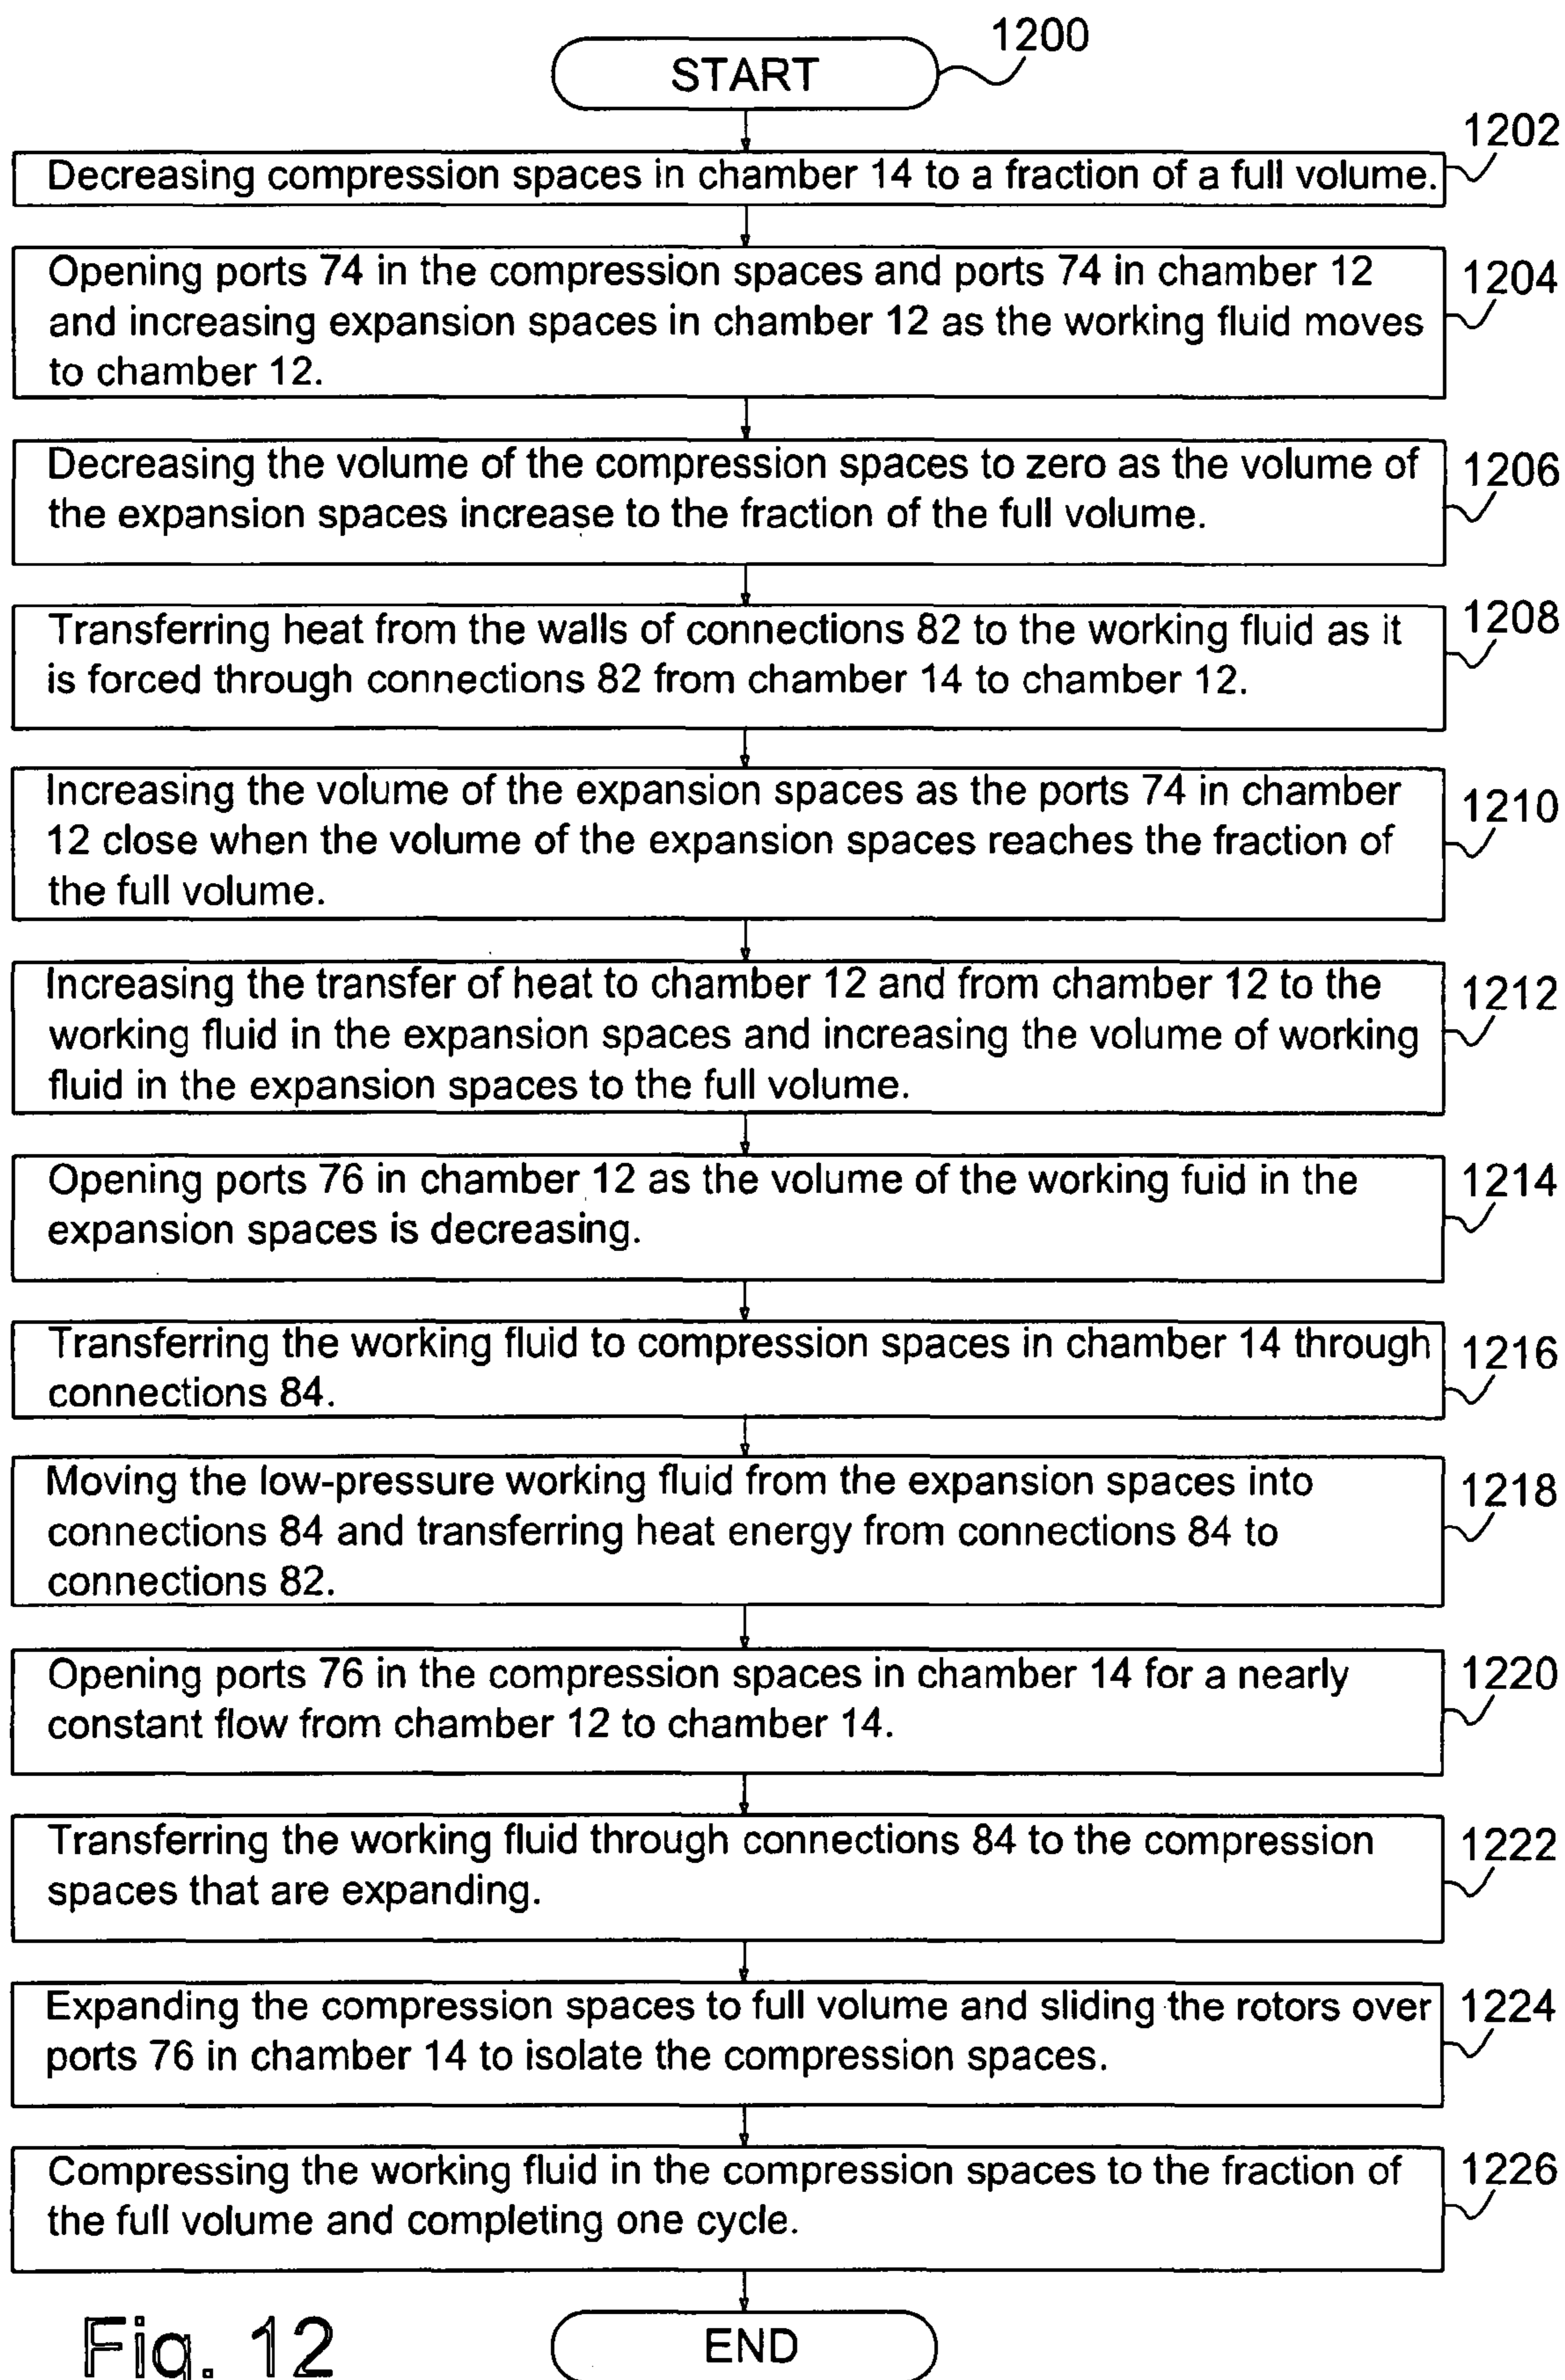 1200
START
1202
Decreasing compression spaces in chamber 14 to a fraction of a full volume.
Opening ports 74 in the compression spaces and ports 74 in chamber 12
1204
and increasing expansion spaces in chamber 12 as the working fluid moves
to chamber 12.
Decreasing the volume of the compression spaces to zero as the volume of
1206
the expansion spaces increase to the fraction of the full volume.
1208
Transferring heat from the walls of connections 82 to the working fluid as it
is forced through connections 82 from chamber 14 to chamber 12.
Increasing the volume of the expansion spaces as the ports 74 in chamber
1210
12 close when the volume of the expansion spaces reaches the fraction of
the full volume.
Increasing the transfer of heat to chamber 12 and from chamber 12 to the
1212
working fluid in the expansion spaces and increasing the volume of working
fluid in the expansion spaces to the full volume.
Opening ports 76 in chamber 12 as the volume of the working fuid in the
1214
expansion spaces is decreasing.
Transferring the working fluid to compression spaces in chamber 14 through
1216
connections 84.
Moving the low-pressure working fluid from the expansion spaces into
1218
connections 84 and transferring heat energy from connections 84 to
connections 82.
Opening ports 76 in the compression spaces in chamber 14 for a nearly
1220
constant flow from chamber 12 to chamber 14.
Transferring the working fluid through connections 84 to the compression
1222
spaces that are expanding.
Expanding the compression spaces to full volume and sliding the rotors over
1224
ports 76 in chamber 14 to isolate the compression spaces.
Compressing the working fluid in the compression spaces to the fraction of
1226
the full volume and completing one cycle.
END
Fig. 12